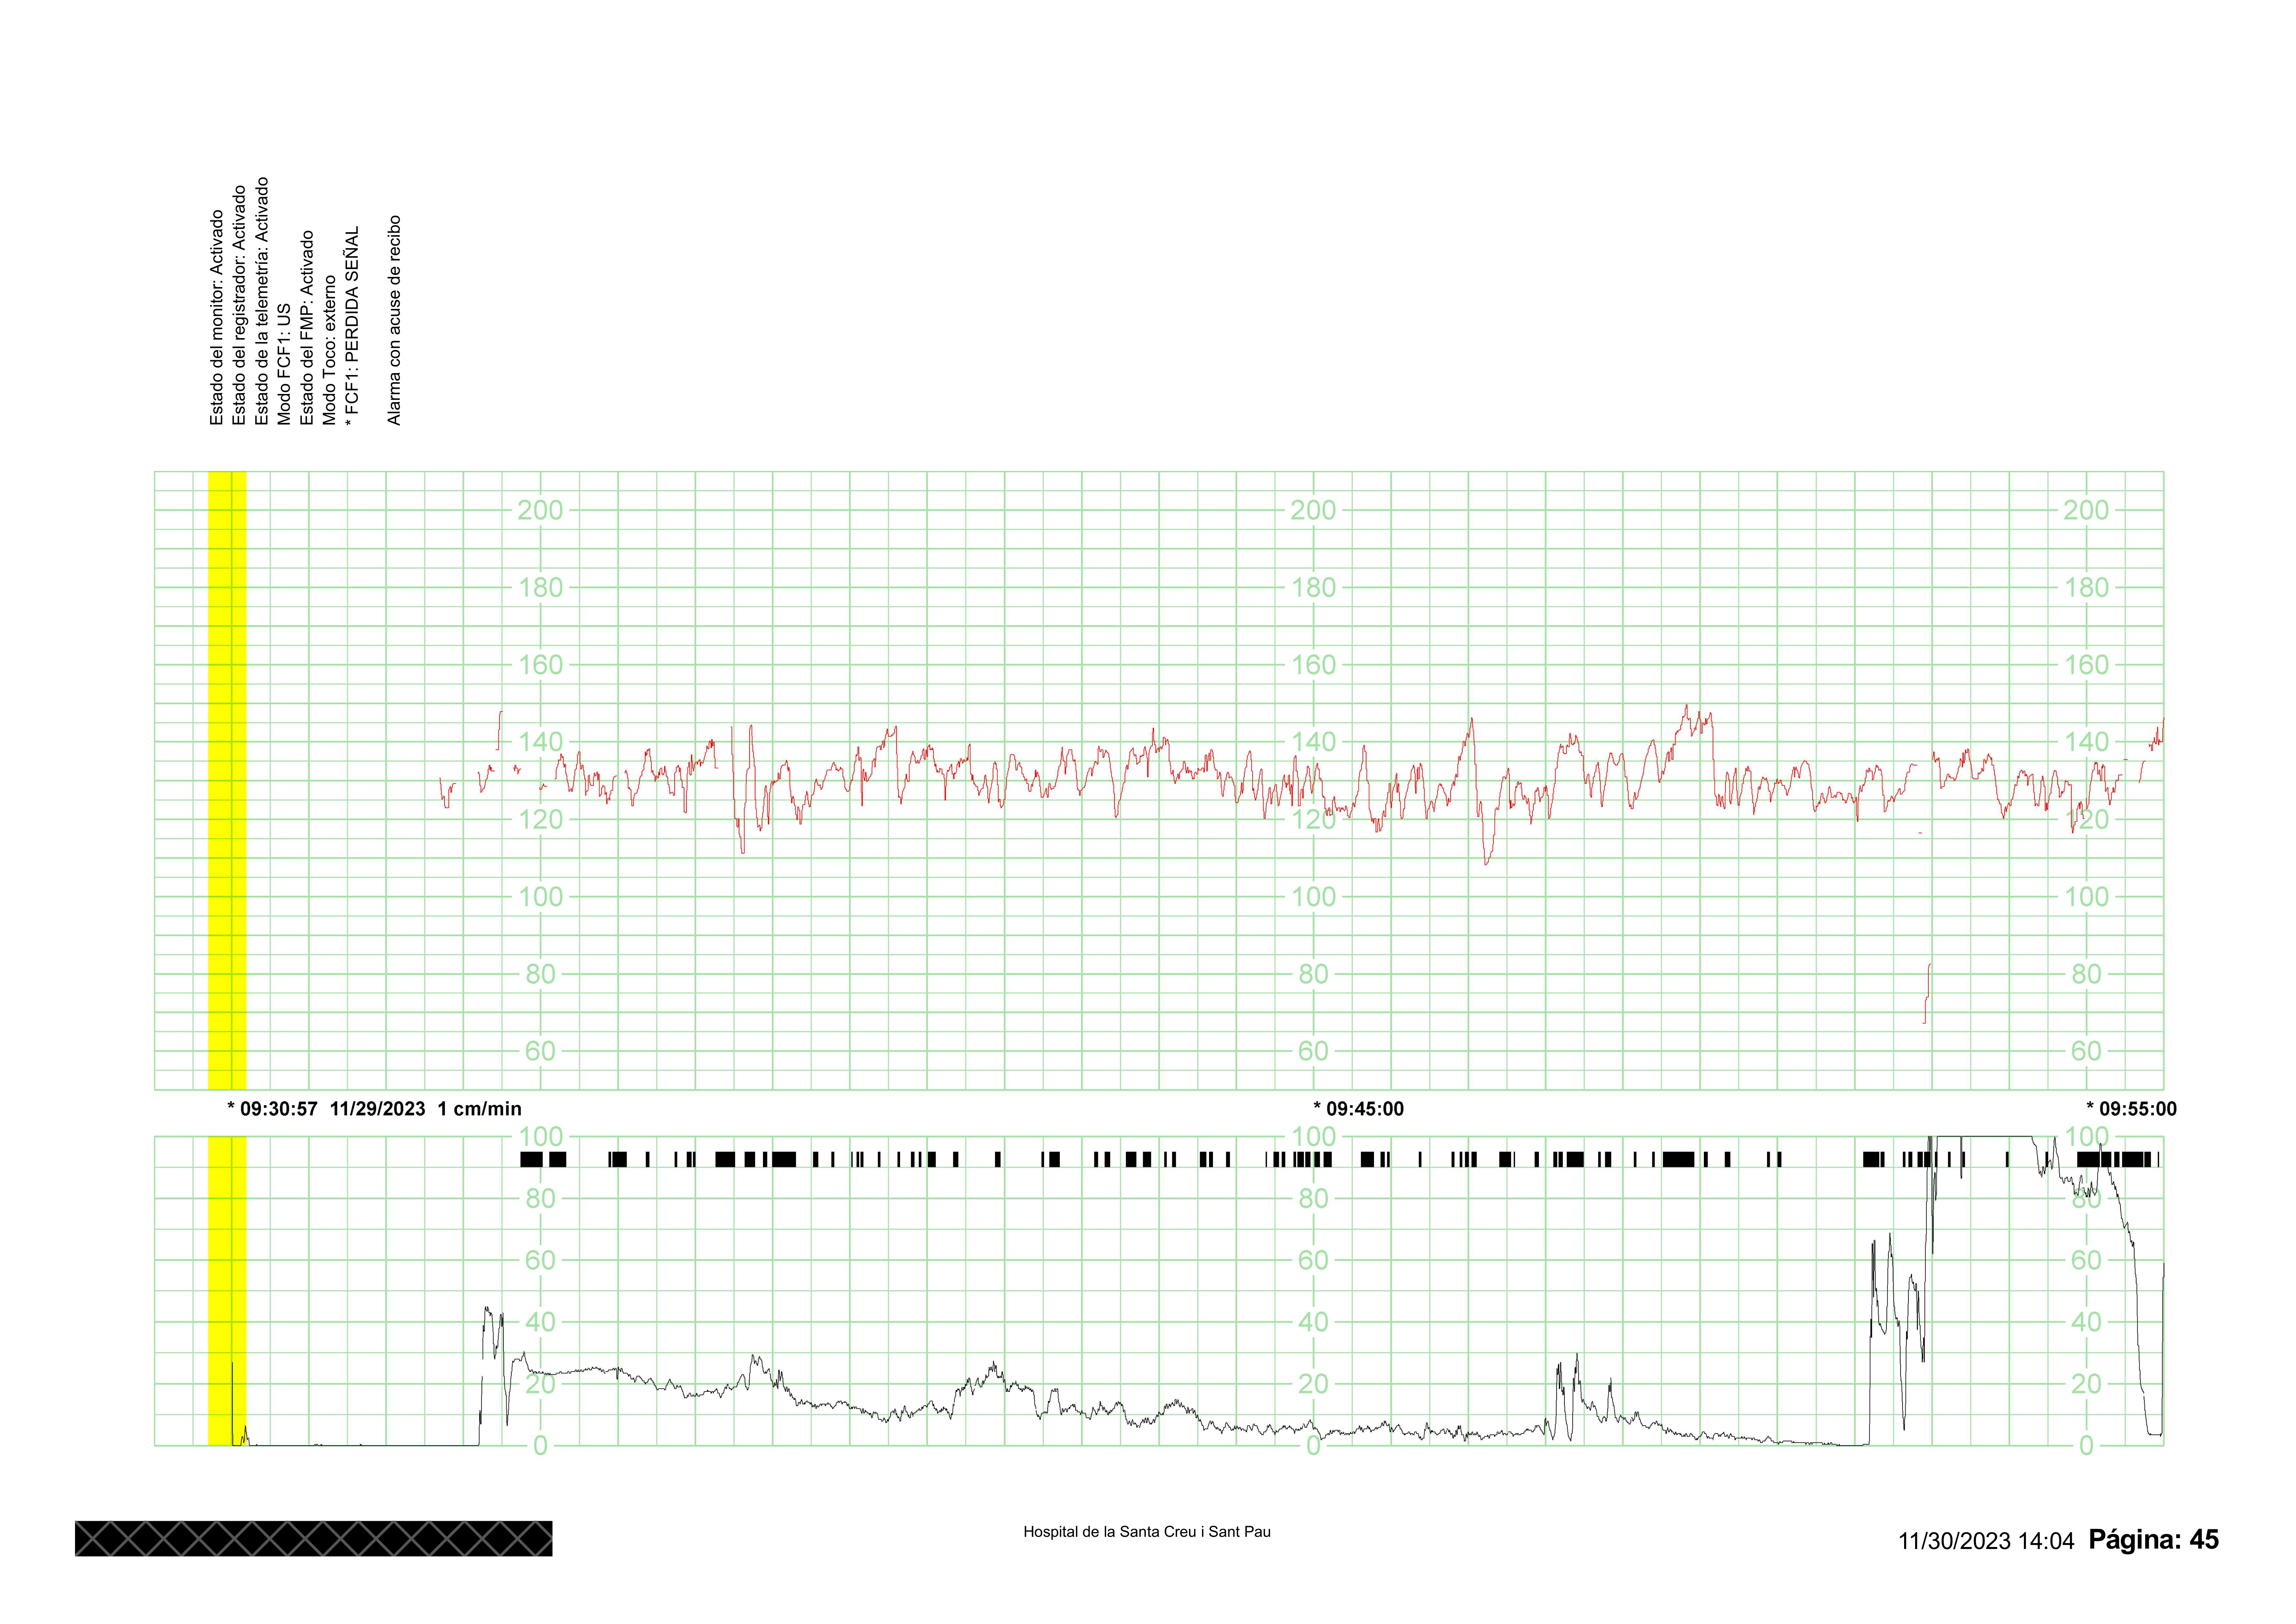 Estado del monitor: Activado
Estado del registrador: Activado
Estado de la telemetría: Activado
Modo FCF1: US
Estado del FMP: Activado
Modo Toco: externo
* FCF1: PERDIDA SEÑAL
Alarma con acuse de recibo
200 200 200
180 180 180
160 160 160
140 140 140
120 120 120
100 100 100
80 80 80
60 60 60
* 09:30:57 11/29/2023 1 cm/min * 09:45:00 * 09:55:00
100 100 100
80 80 80
60 60 60
40 40 40
20 20 20
0 0 0
Hospital de la Santa Creu i Sant Pau
11/30/2023 14:04 Página: 45